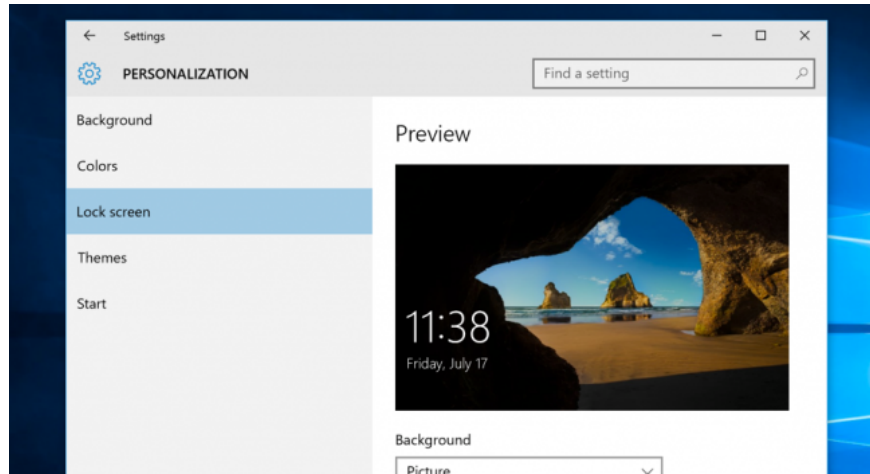 Settings
PERSONALIZATION
Find a setting
Background
Colors
Lock screen
Themes
Start
Preview
11:38
Friday, July 17
Background
Picture